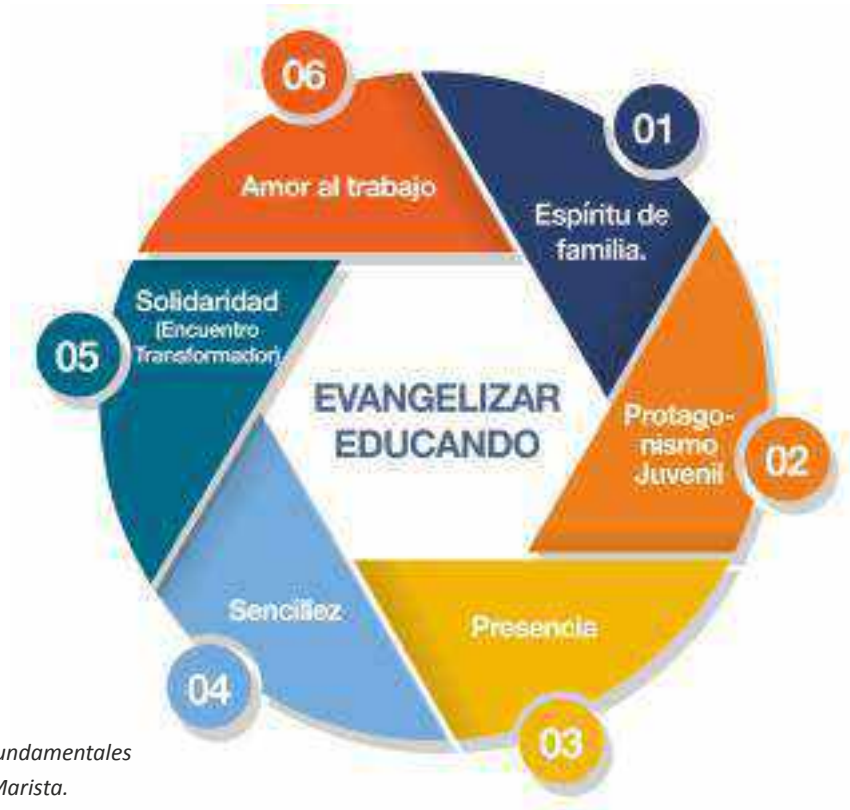 06
Amor al trabajo
01
Espíritu de
familia.
Solidaridad
(Encuentro
Transformador)
05
EVANGELIZAR
EDUCANDO
Protago-
nismo
Juvenil
02
Sencillez
04
Presencia
03
undamentales
Marista.